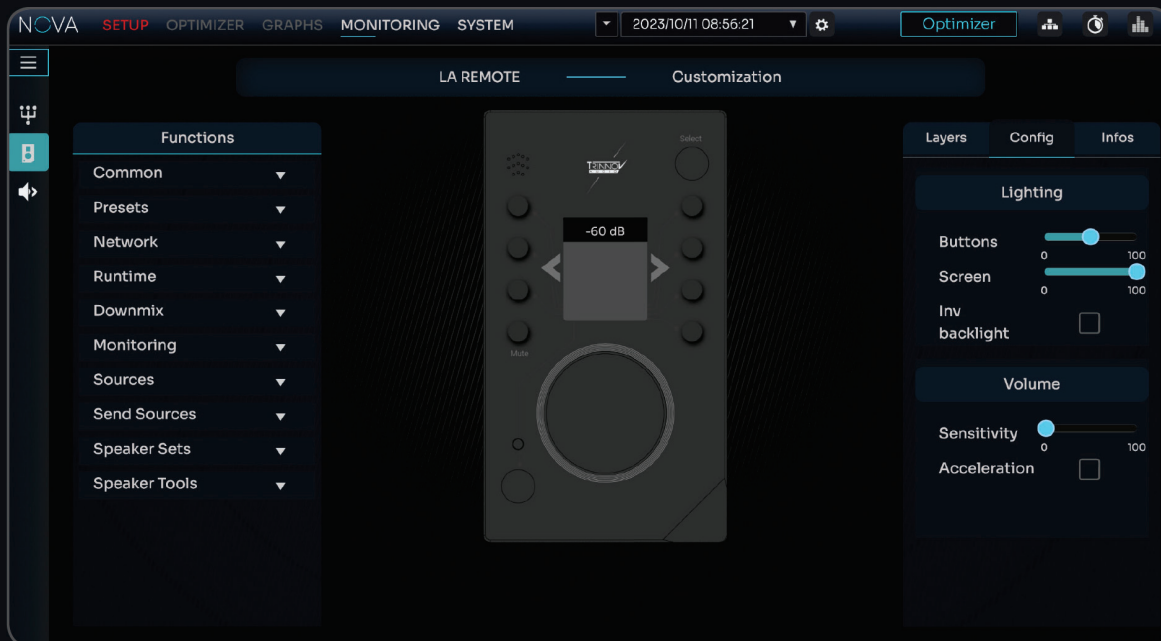 NOVA SETUP OPTIMIZER GRAPHS MONITORING SYSTEM 2023/10/11 08:56:21 Optimizer
LA REMOTE Customization
Functions
Common
Presets
Network
Runtime
Downmix
Monitoring
Sources
Send Sources
Speaker Sets
Speaker Tools
Select
TRINNOV
AUDIO
-60 dB
Mute
Layers Config Infos
Lighting
Buttons
0 100
Screen
0 100
Inv
backlight
Volume
Sensitivity
0 100
Acceleration